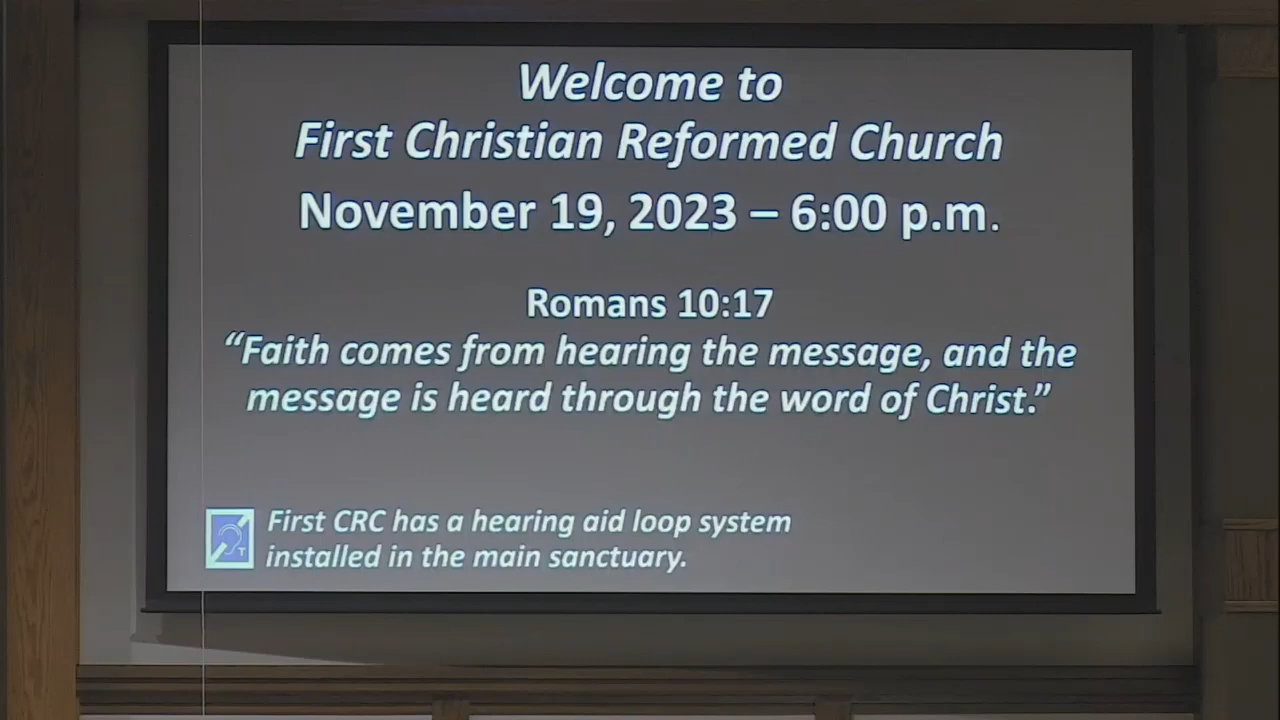 Welcome to
First Christian Reformed Church
November 19, 2023 – 6:00 p.m.
Romans 10:17
“Faith comes from hearing the message, and the
message is heard through the word of Christ.”
First CRC has a hearing aid loop system
installed in the main sanctuary.
T